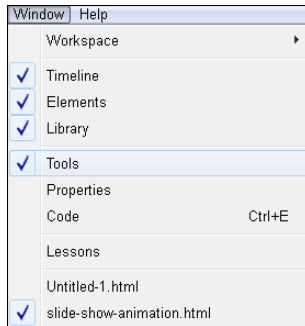 Window Help
Workspace
Timeline
Elements
Library
Tools
Properties
Code Ctrl+E
Lessons
Untitled-1.html
slide-show-animation.html